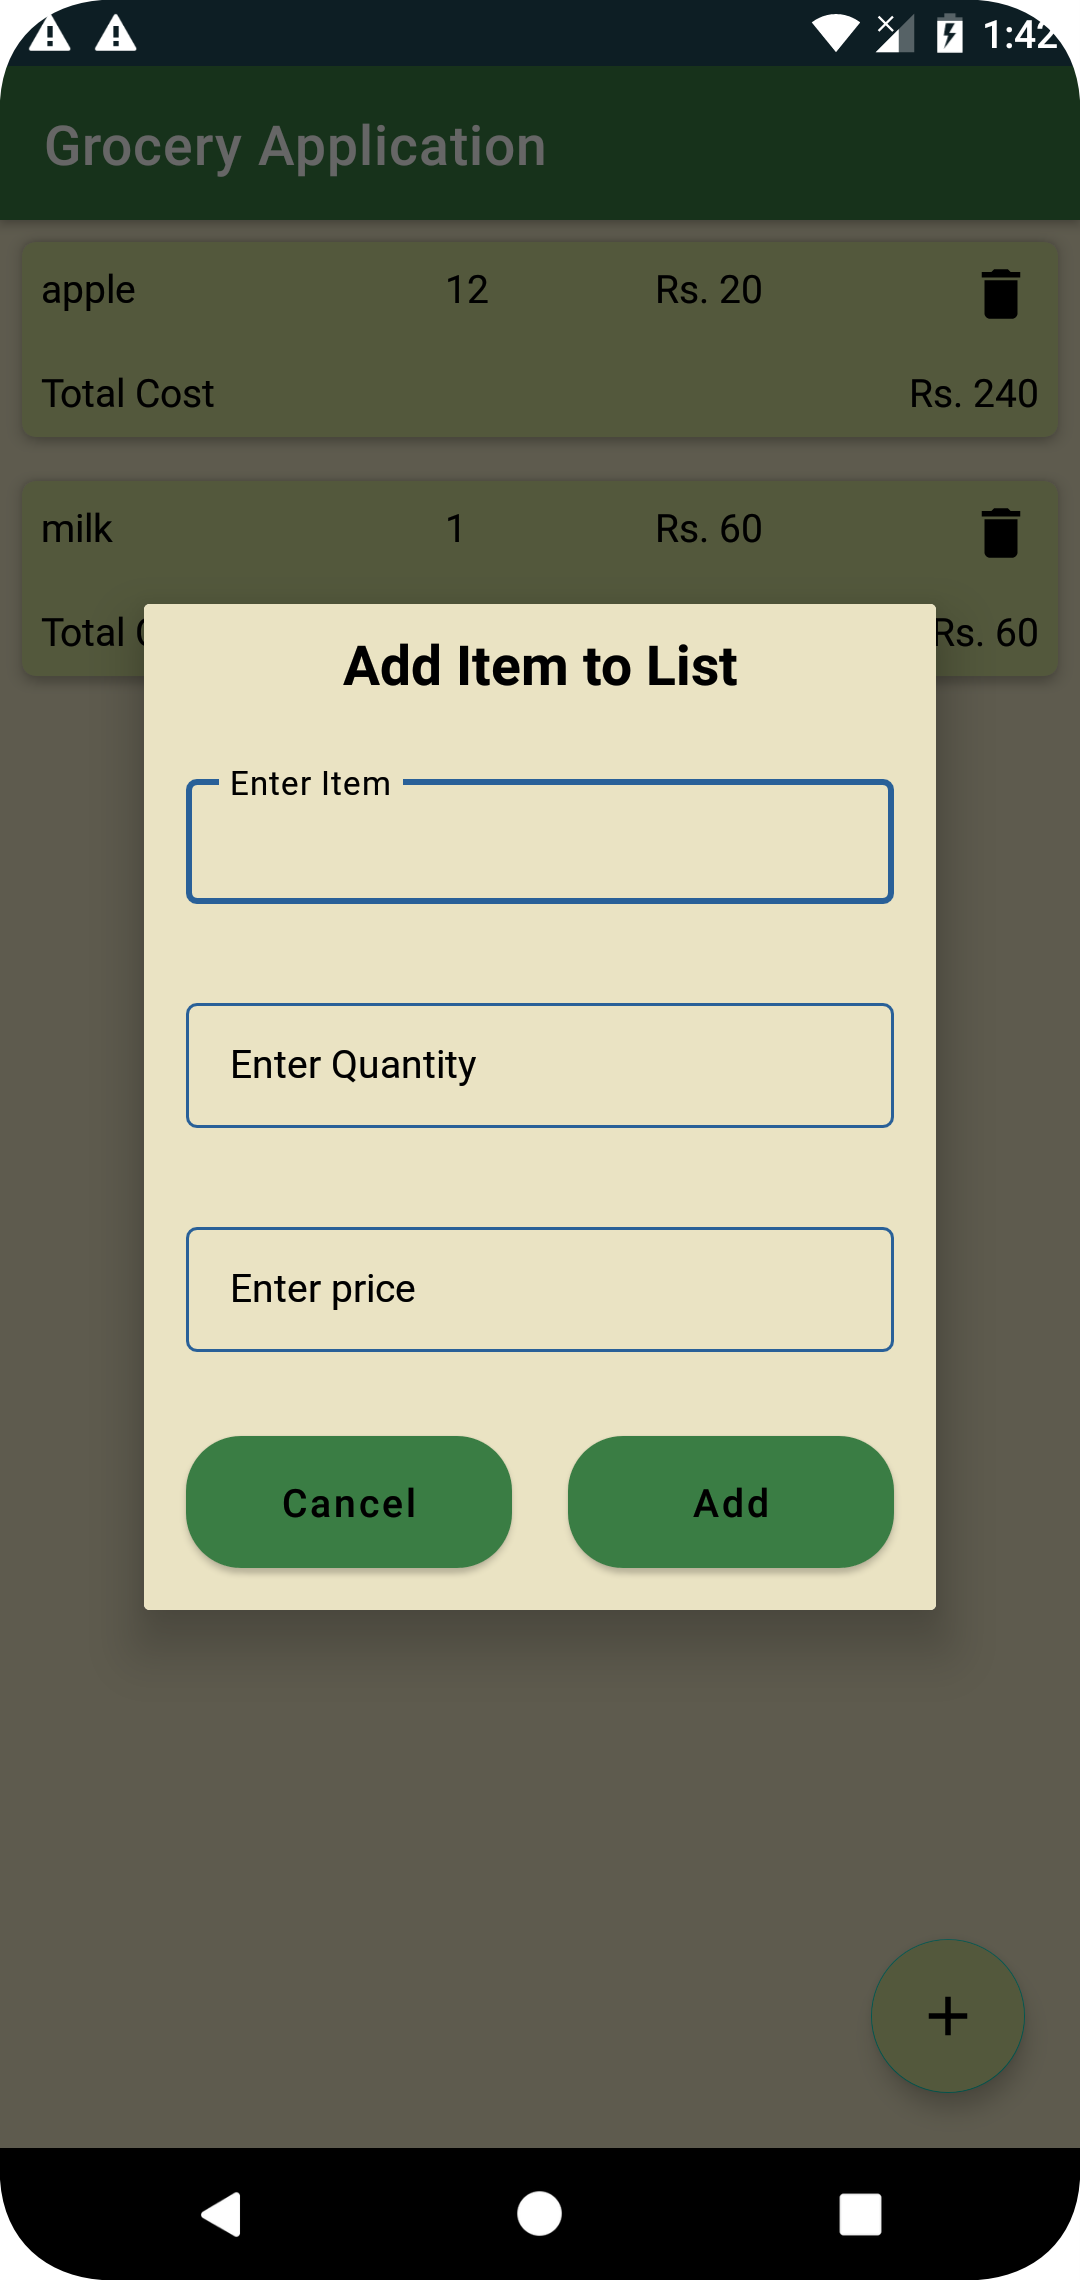 1:42
Grocery Application
apple 12 Rs. 20
Total Cost Rs. 240
milk 1 Rs. 60
Total Rs. 60
Add Item to List
Enter Item
Enter Quantity
Enter price
Cancel Add